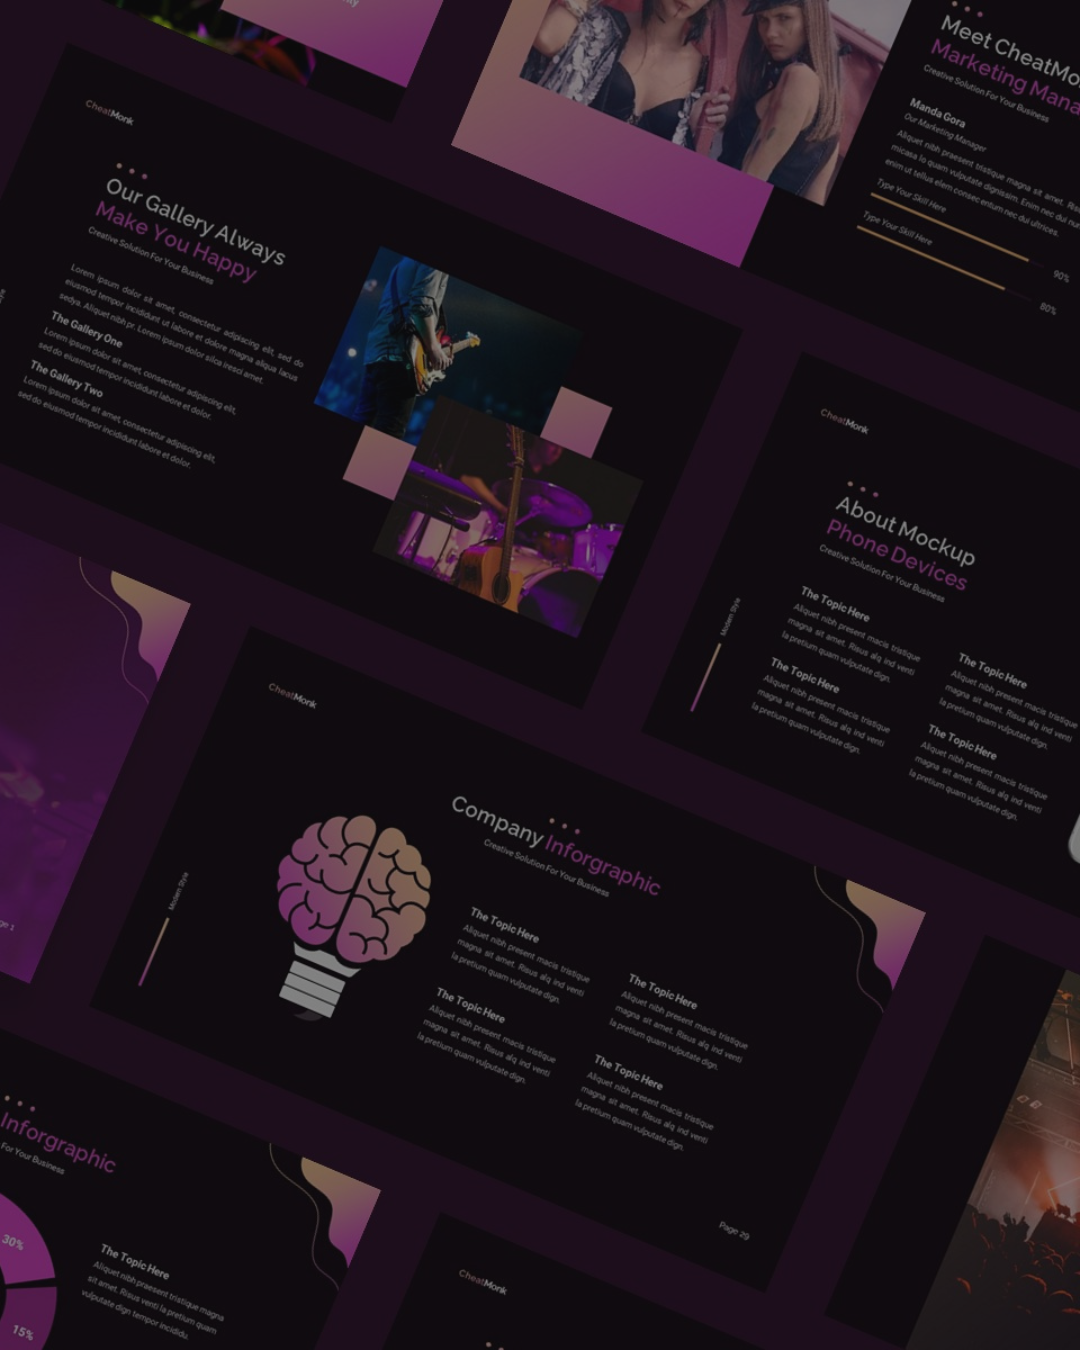 Meet CheatMo
Marketing Mana
Creative Solution For Your Business
Manda Gora
Our Marketing Manager
Aliquet nibh praesent tristique magna sit amet. Risus
micasa lo quam vulputate dignissim. Enim nec dui nu
enim ut tellus elem consec entum nec dui ultrices.
Type Your Skill Here
90%
Type Your Skill Here
80%
CheatMonk
Our Gallery Always
Make You Happy
Creative Solution For Your Business
Lorem ipsum dolor sit amet, consectetur adipiscing elit, sed do
eiusmod tempor incididunt ut labore et dolore magna aliqua lacus
sedya. Aliquet nibh pr. Lorem ipsum dolor silca iresci amet.
The Gallery One
Lorem ipsum dolor sit amet, consectetur adipiscing elit,
sed do eiusmod tempor incididunt labore et dolor.
The Gallery Two
Lorem ipsum dolor sit amet, consectetur adipiscing elit,
sed do eiusmod tempor incididunt labore et dolor.
CheatMonk
About Mockup
Phone Devices
Creative Solution For Your Business
Modern Style
The Topic Here
Aliquet nibh present macis tristique
magna sit amet. Risus alq ind venti
la pretium quam vulputate dign.
The Topic Here
Aliquet nibh present macis tristique
magna sit amet. Risus alq ind venti
la pretium quam vulputate dign.
The Topic Here
Aliquet nibh present macis tristique
magna sit amet. Risus alq ind venti
la pretium quam vulputate dign.
The Topic Here
Aliquet nibh present macis tristique
magna sit amet. Risus alq ind venti
la pretium quam vulputate dign.
CheatMonk
Company Inforgraphic
Creative Solution For Your Business
Modern Style
The Topic Here
Aliquet nibh present macis tristique
magna sit amet. Risus alq ind venti
la pretium quam vulputate dign.
The Topic Here
Aliquet nibh present macis tristique
magna sit amet. Risus alq ind venti
la pretium quam vulputate dign.
The Topic Here
Aliquet nibh present macis tristique
magna sit amet. Risus alq ind venti
la pretium quam vulputate dign.
The Topic Here
Aliquet nibh present macis tristique
magna sit amet. Risus alq ind venti
la pretium quam vulputate dign.
Page 29
Inforgraphic
For Your Business
30%
15%
The Topic Here
Aliquet nibh praesent tristique magna
sit amet. Risus venti la pretium quam
vulputate dign tempor incididu.
CheatMonk